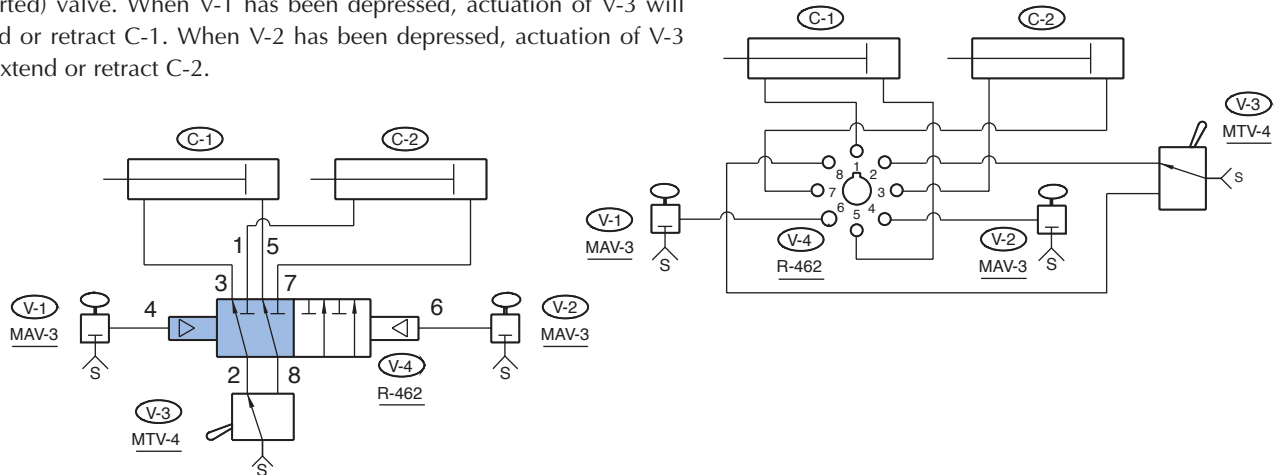 rted) valve. When V-1 has been depressed, actuation of V-3 will
d or retract C-1. When V-2 has been depressed, actuation of V-3
extend or retract C-2.
C-1
C-2
1
5
3
7
V-1
MAV-3
4
6
V-2
MAV-3
S
S
V-4
R-462
2
8
V-3
MTV-4
S
C-1
C-2
V-3
MTV-4
S
1
8
2
7
3
6
4
5
V-1
MAV-3
S
V-4
R-462
V-2
MAV-3
S